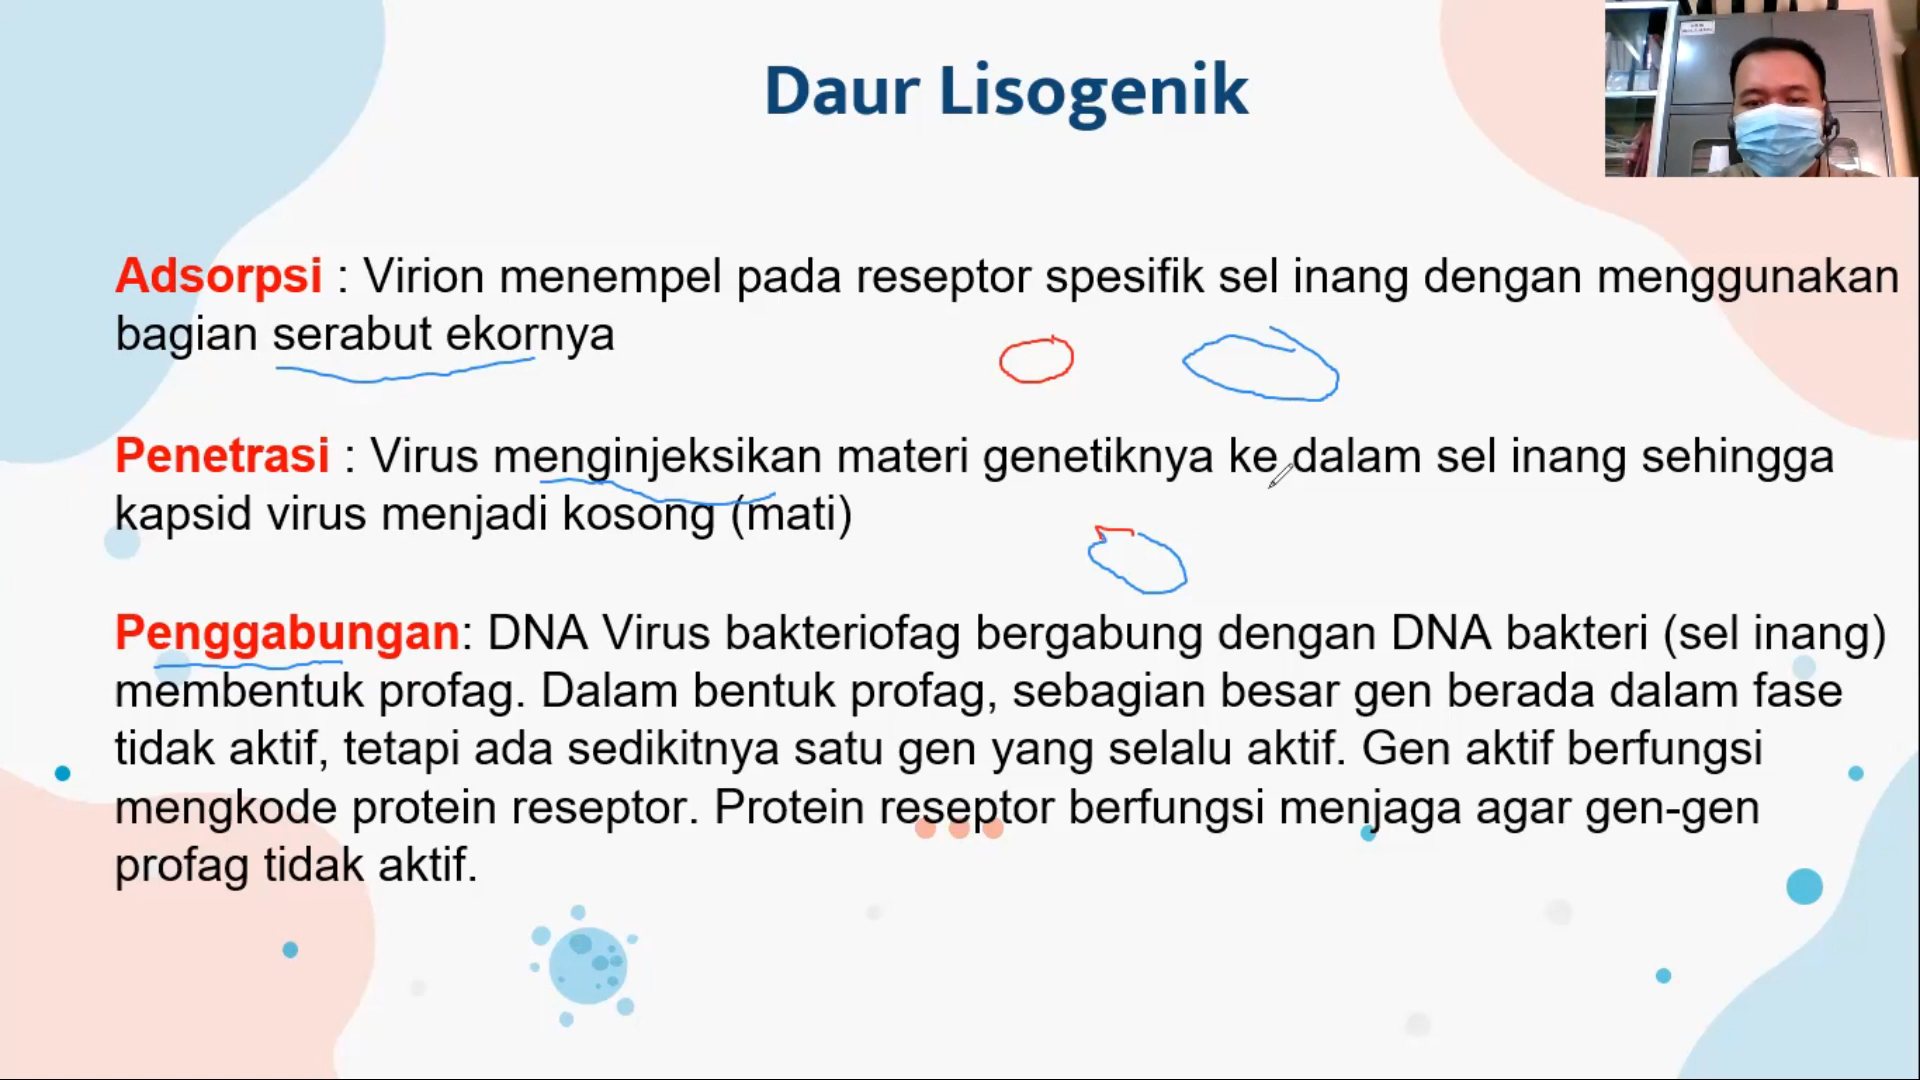 Daur Lisogenik
Adsorpsi : Virion menempel pada reseptor spesifik sel inang dengan menggunakan
bagian serabut ekornya
Penetrasi : Virus menginjeksikan materi genetiknya ke dalam sel inang sehingga
kapsid virus menjadi kosong (mati)
Penggabungan: DNA Virus bakteriofag bergabung dengan DNA bakteri (sel inang)
membentuk profag. Dalam bentuk profag, sebagian besar gen berada dalam fase
tidak aktif, tetapi ada sedikitnya satu gen yang selalu aktif. Gen aktif berfungsi
mengkode protein reseptor. Protein reseptor berfungsi menjaga agar gen-gen
profag tidak aktif.